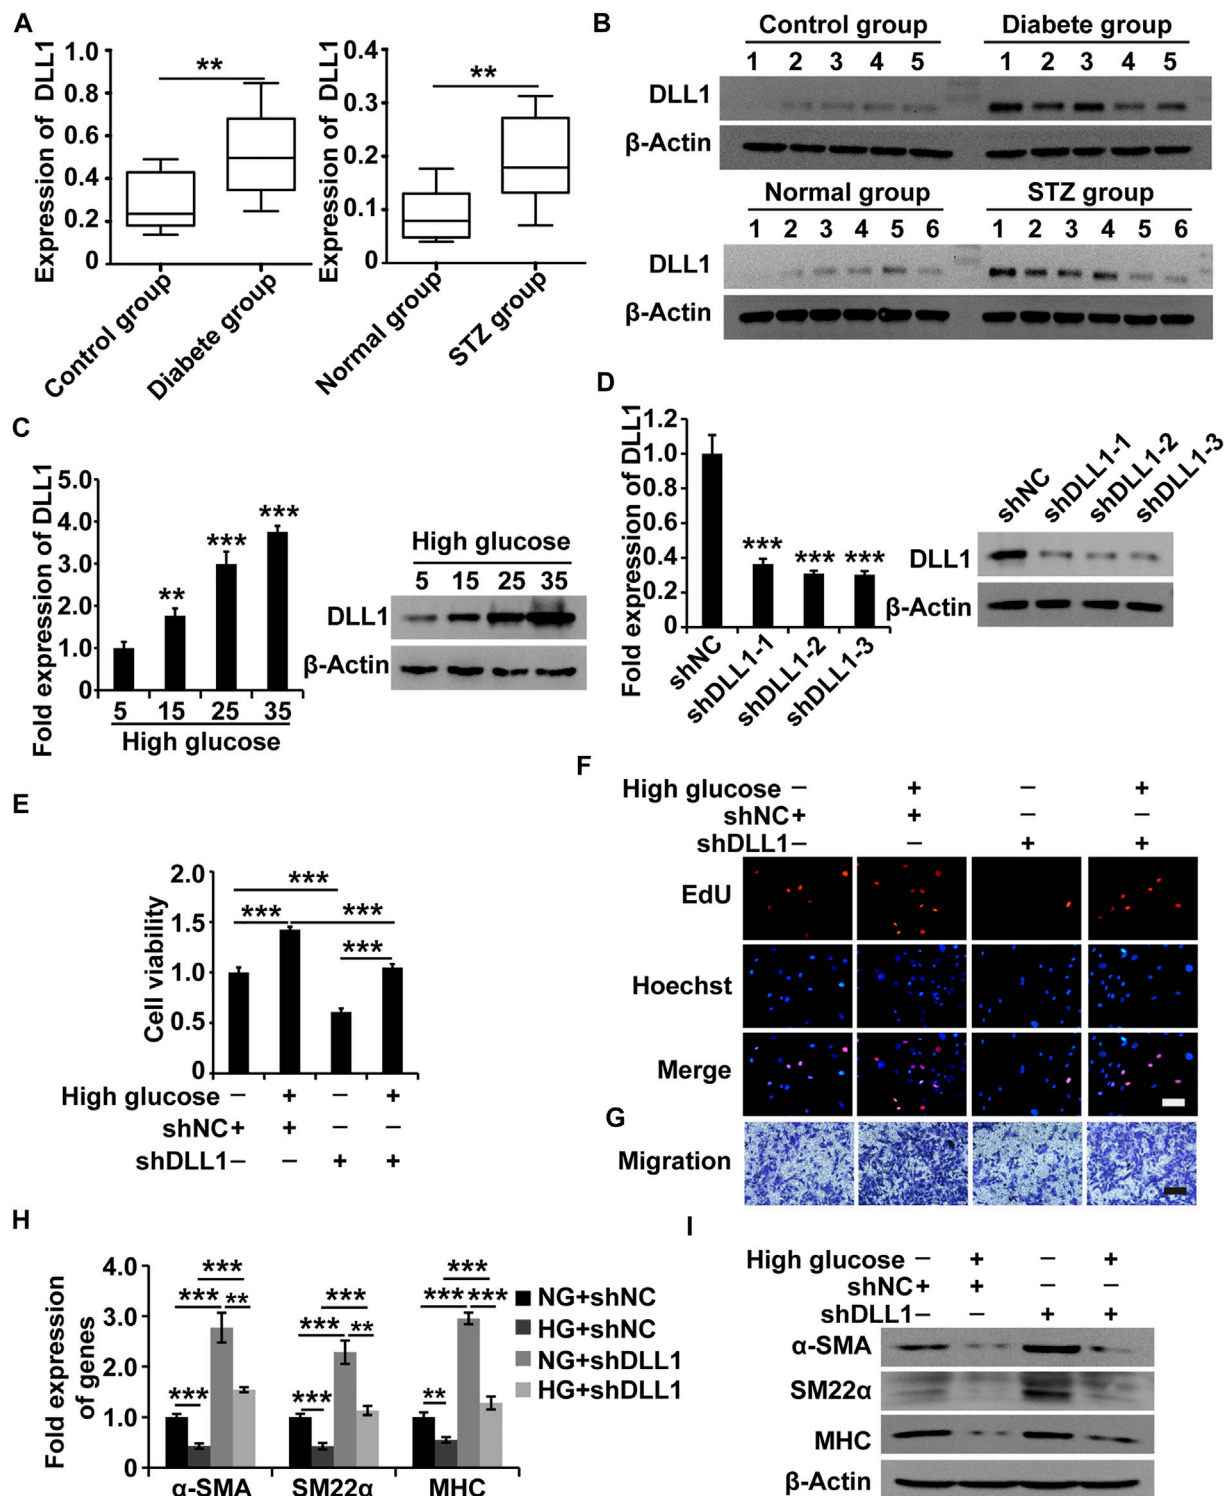 A
Expression of DLL1
1.0
0.8
0.6
0.4
0.2
0
**
Control group
Diabete group
Expression of DLL1
0.4
0.3
0.2
0.1
0
**
Normal group
STZ group
B
Control group Diabete group
1 2 3 4 5 1 2 3 4 5
DLL1
β-Actin
Normal group STZ group
1 2 3 4 5 6 1 2 3 4 5 6
DLL1
β-Actin
C
Fold expression of DLL1
5.0
4.0
3.0
2.0
1.0
0
** *** ***
5 15 25 35
High glucose
High glucose
5 15 25 35
DLL1
β-Actin
D
Fold expression of DLL1
1.2
1.0
0.8
0.6
0.4
0.2
0
*** *** ***
shNC
shDLL1-1
shDLL1-2
shDLL1-3
shNC
shDLL1-1
shDLL1-2
shDLL1-3
DLL1
β-Actin
E
Cell viability
2.0
1.5
1.0
0.5
0
***
*** ***
***
High glucose − + − +
shNC + + − −
shDLL1 − − + +
F
High glucose − + − +
shNC + + − −
shDLL1 − − + +
EdU
Hoechst
Merge
G
Migration
H
Fold expression
of genes
4.0
3.0
2.0
1.0
0
***
*** **
***
***
*** **
***
***
*** ***
**
α-SMA SM22α MHC
NG+shNC
HG+shNC
NG+shDLL1
HG+shDLL1
I
High glucose − + − +
shNC + + − −
shDLL1 − − + +
α-SMA
SM22α
MHC
β-Actin